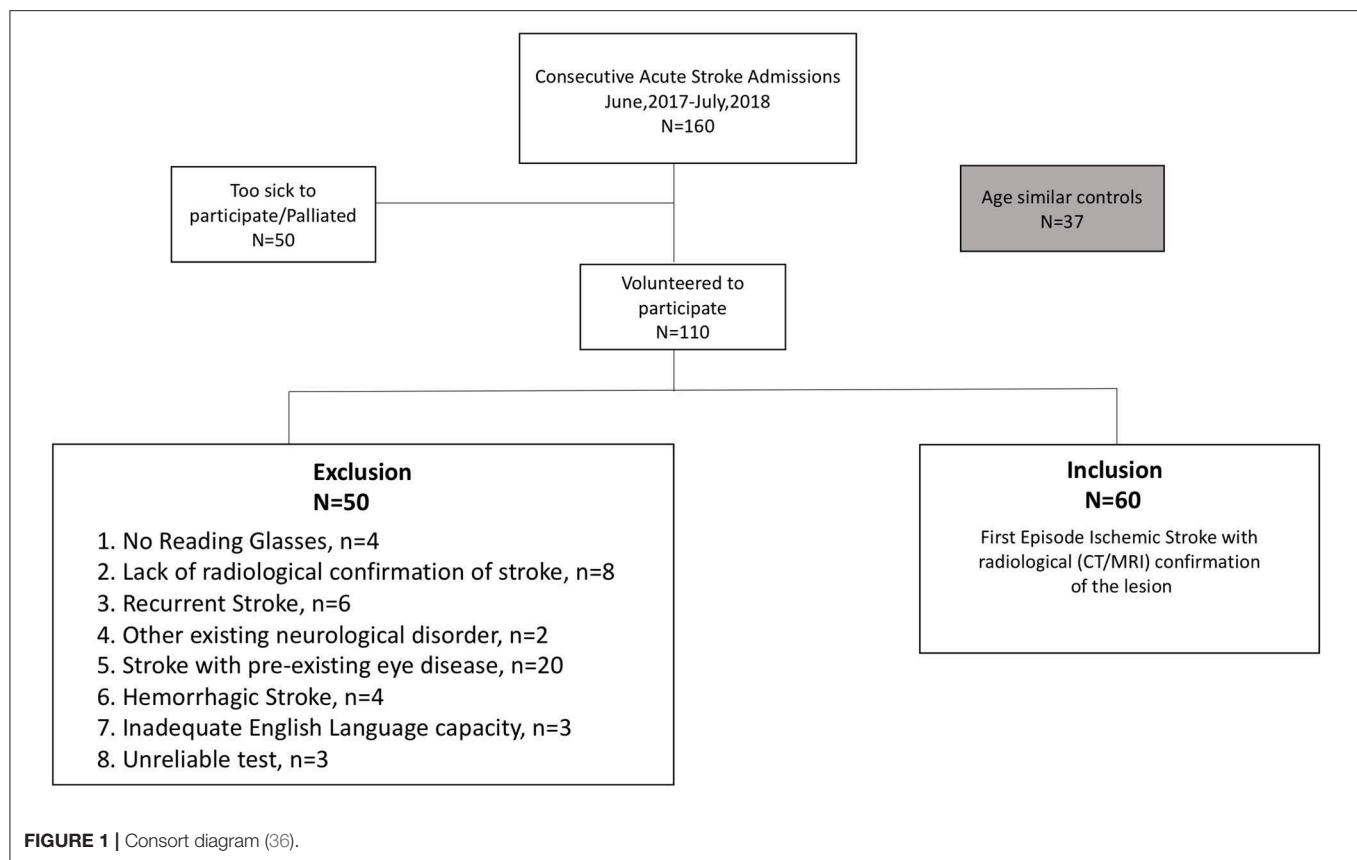 Consecutive Acute Stroke Admissions
June,2017-July,2018
N=160
Too sick to
participate/Palliated
N=50
Age similar controls
N=37
Volunteered to
participate
N=110
Exclusion
N=50
1. No Reading Glasses, n=4
2. Lack of radiological confirmation of stroke, n=8
3. Recurrent Stroke, n=6
4. Other existing neurological disorder, n=2
5. Stroke with pre-existing eye disease, n=20
6. Hemorrhagic Stroke, n=4
7. Inadequate English Language capacity, n=3
8. Unreliable test, n=3
Inclusion
N=60
First Episode Ischemic Stroke with
radiological (CT/MRI) confirmation
of the lesion
FIGURE 1 | Consort diagram (36).